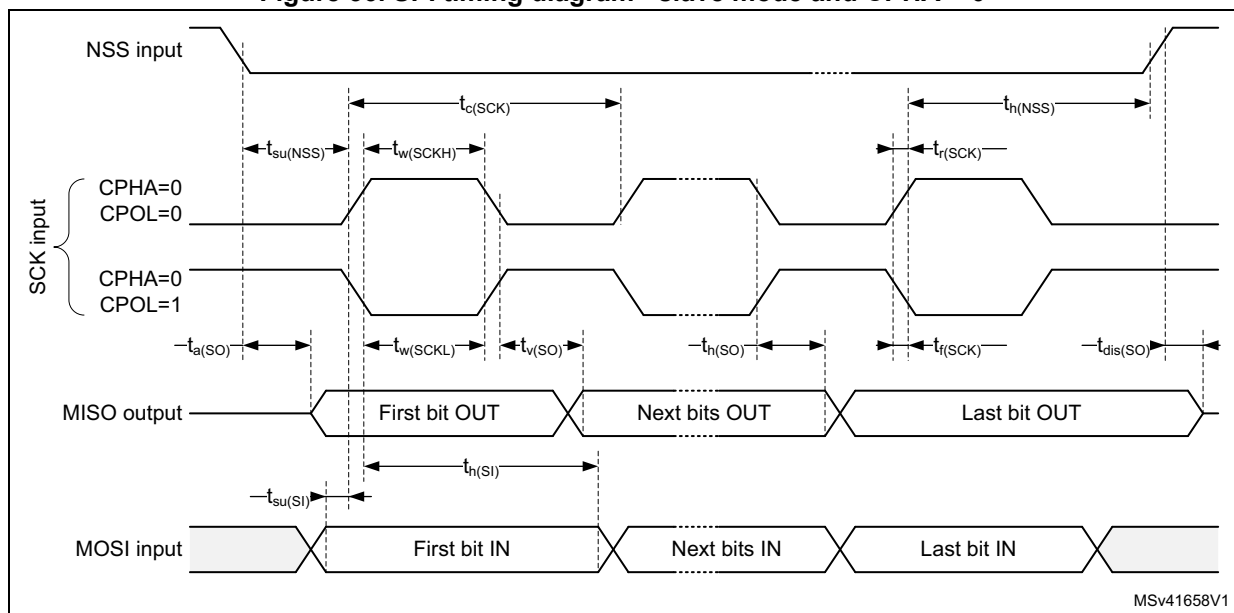 NSS input
tc(SCK)
th(NSS)
tsu(NSS)
tw(SCKH)
tr(SCK)
SCK input
CPHA=0
CPOL=0
CPHA=0
CPOL=1
ta(SO)
tw(SCKL)
tv(SO)
th(SO)
tf(SCK)
tdis(SO)
MISO output
First bit OUT
Next bits OUT
Last bit OUT
th(SI)
tsu(SI)
MOSI input
First bit IN
Next bits IN
Last bit IN
MSv41658V1